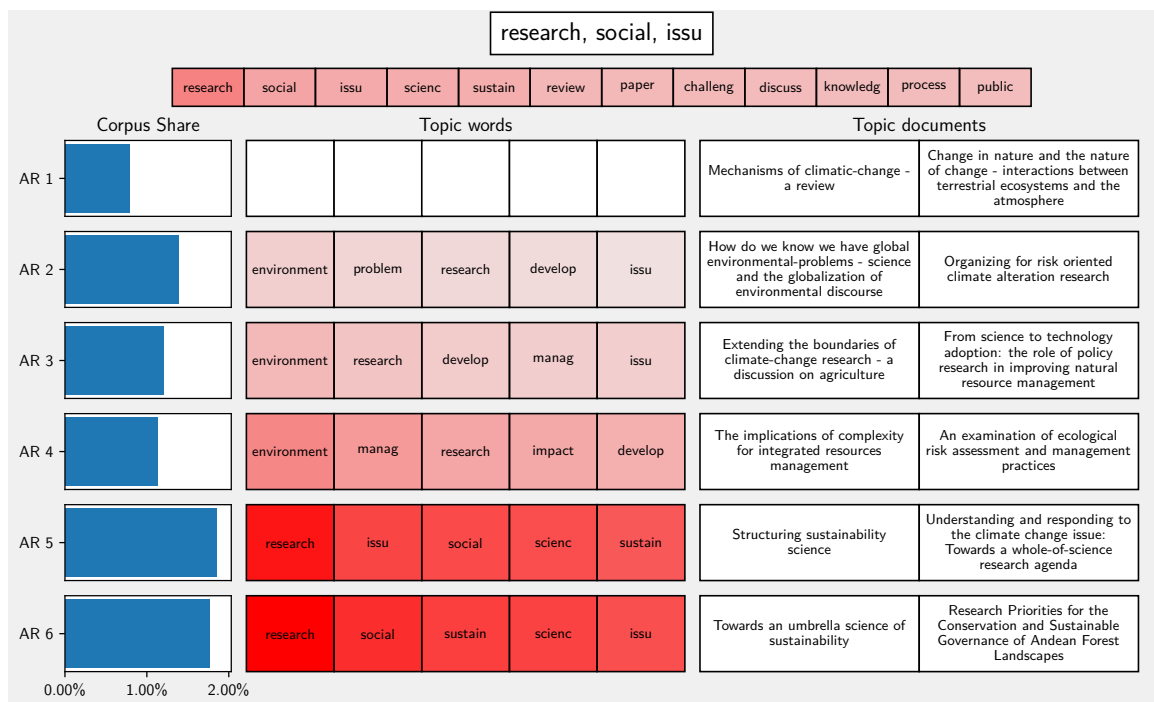 research, social, issu
research social issu scienc sustain review paper challeng discuss knowledg process public
Corpus Share Topic words Topic documents
AR 1
Mechanisms of climatic-change -
a review
Change in nature and the nature
of change - interactions between
terrestrial ecosystems and the
atmosphere
AR 2
environment problem research develop issu
How do we know we have global
environmental-problems - science
and the globalization of
environmental discourse
Organizing for risk oriented
climate alteration research
AR 3
environment research develop manag issu
Extending the boundaries of
climate-change research - a
discussion on agriculture
From science to technology
adoption: the role of policy
research in improving natural
resource management
AR 4
environment manag research impact develop
The implications of complexity
for integrated resources
management
An examination of ecological
risk assessment and management
practices
AR 5
research issu social scienc sustain
Structuring sustainability
science
Understanding and responding to
the climate change issue:
Towards a whole-of-science
research agenda
AR 6
research social sustain scienc issu
Towards an umbrella science of
sustainability
Research Priorities for the
Conservation and Sustainable
Governance of Andean Forest
Landscapes
0.00% 1.00% 2.00%